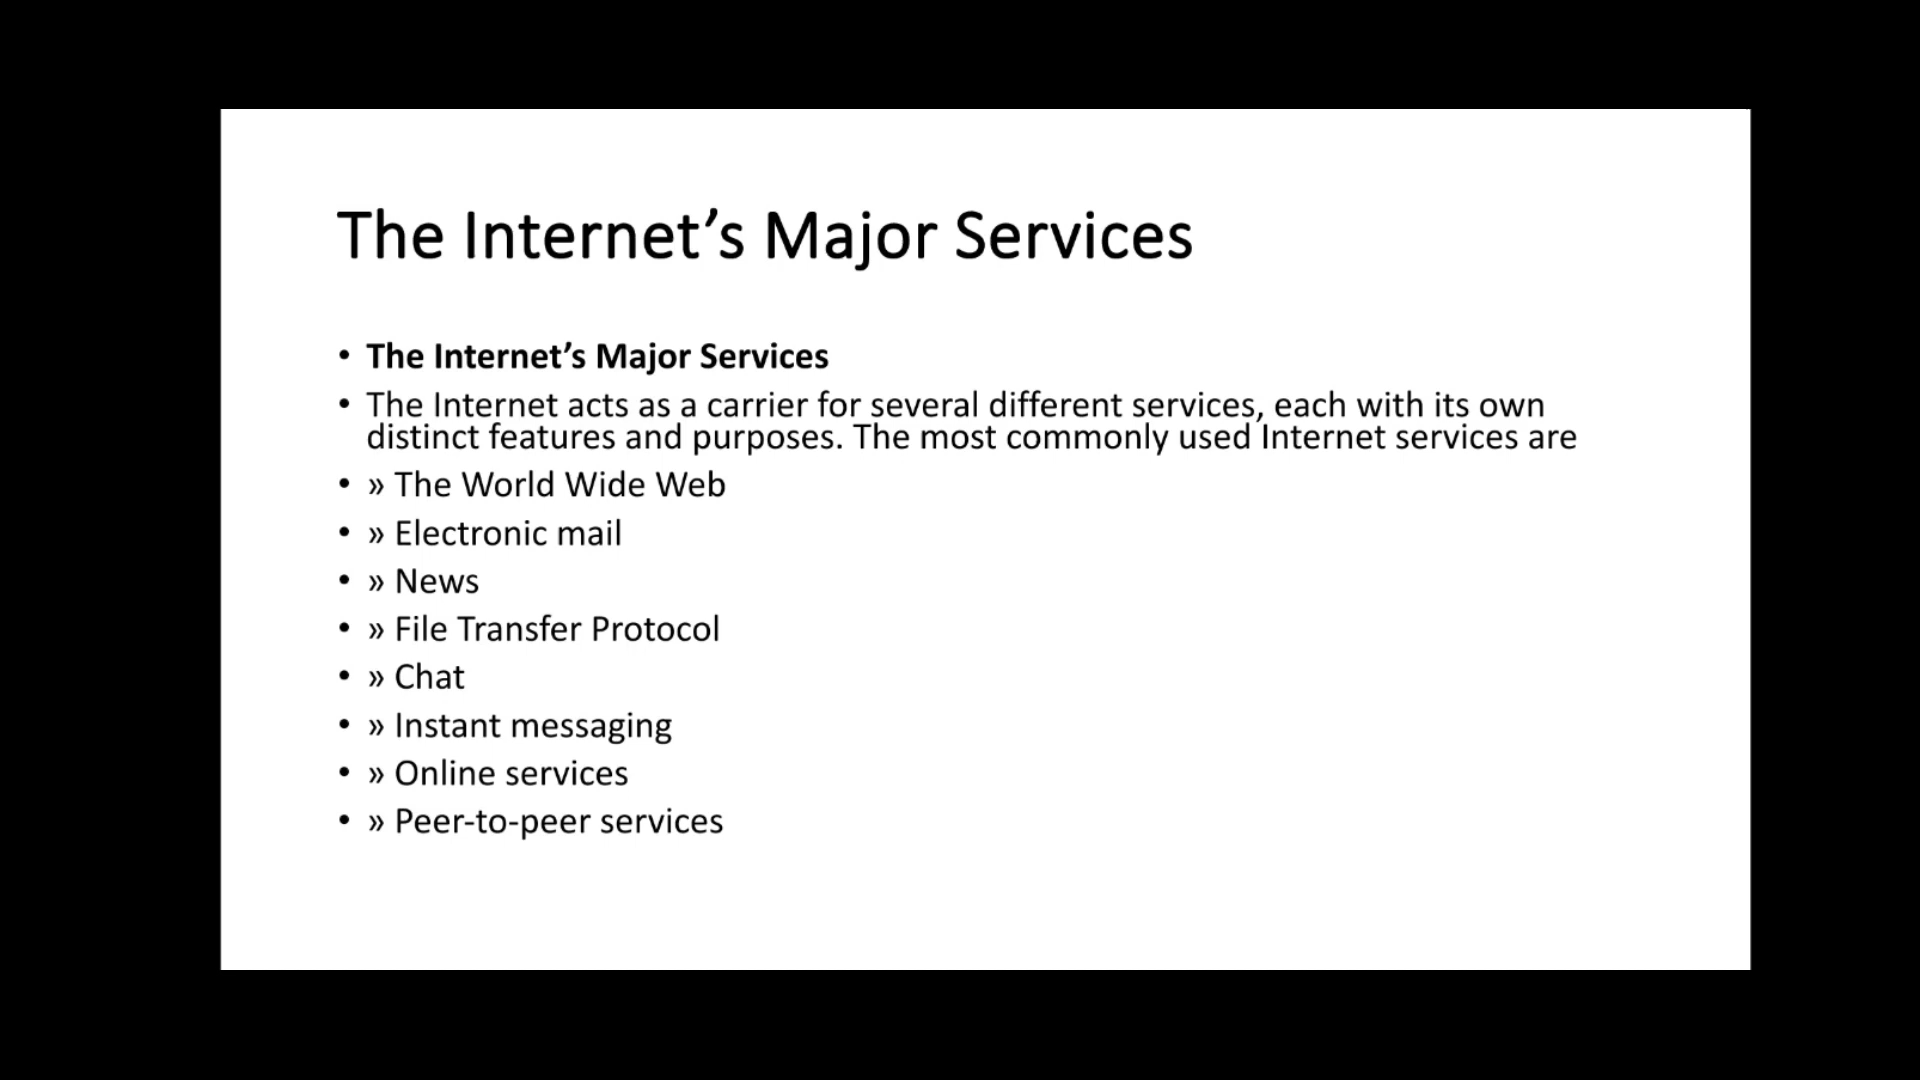 The Internet’s Major Services
• The Internet’s Major Services
• The Internet acts as a carrier for several different services, each with its own
distinct features and purposes. The most commonly used Internet services are
• » The World Wide Web
• » Electronic mail
• » News
• » File Transfer Protocol
• » Chat
• » Instant messaging
• » Online services
• » Peer-to-peer services